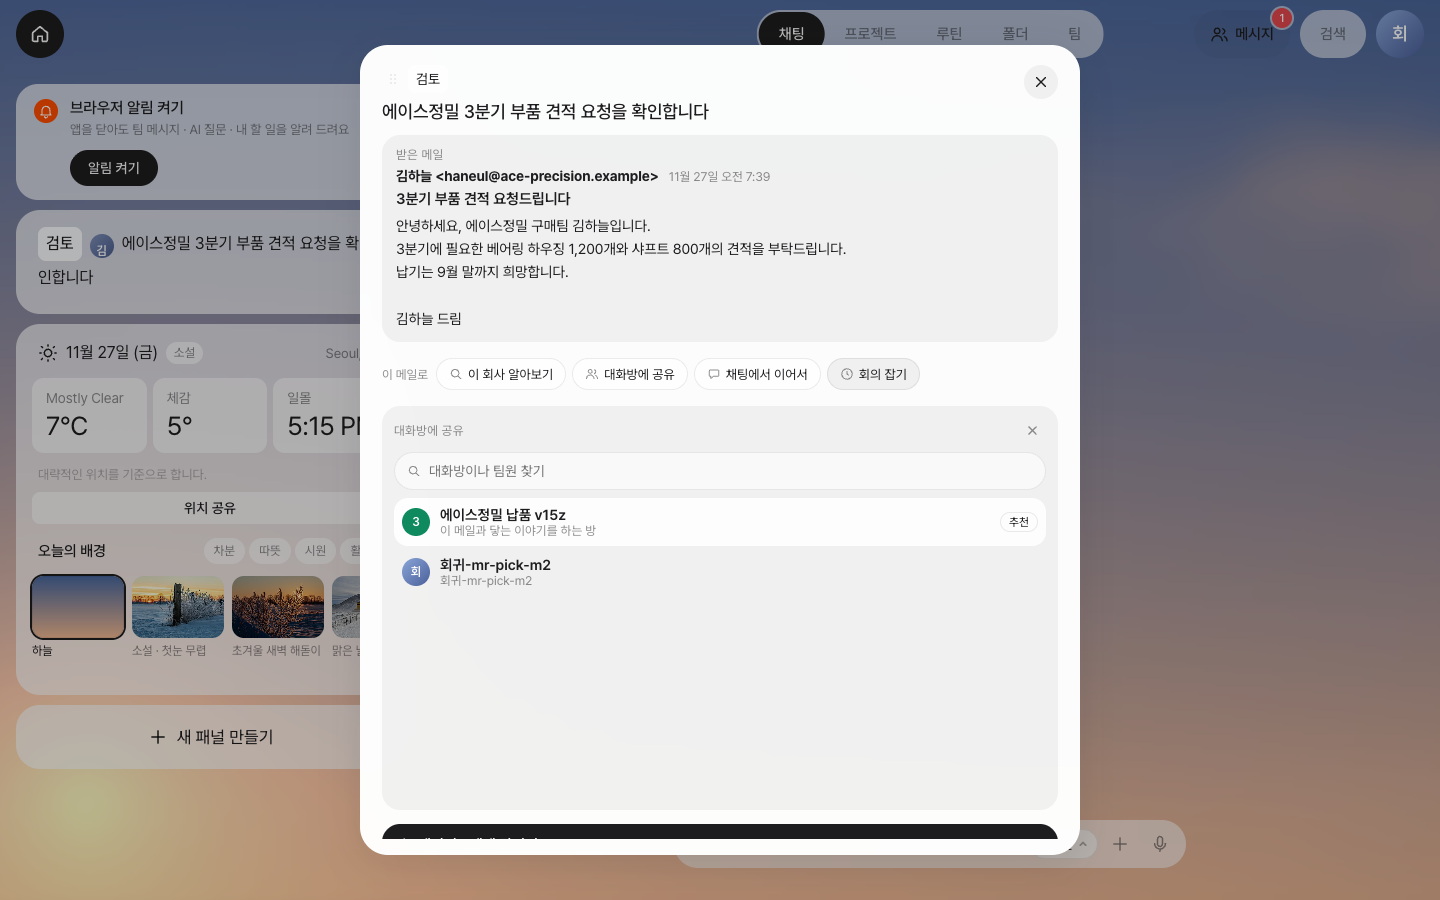 채팅
프로젝트
루틴
폴더
팀
메시지
1
검색
회
브라우저 알림 켜기
앱을 닫아도 팀 메시지 · AI 질문 · 내 할 일을 알려 드려요
알림 켜기
검토 김 에이스정밀 3분기 부품 견적 요청을 확
인합니다
11월 27일 (금) 소설 Seoul,
Mostly Clear 체감 일몰
7°C 5° 5:15 PM
대략적인 위치를 기준으로 합니다.
위치 공유
오늘의 배경 차분 따뜻 시원 활
하늘 소설 · 첫눈 무렵 초겨울 새벽 해돋이 맑은
새 패널 만들기
검토
에이스정밀 3분기 부품 견적 요청을 확인합니다
받은 메일
김하늘 <haneul@ace-precision.example> 11월 27일 오전 7:39
3분기 부품 견적 요청드립니다
안녕하세요, 에이스정밀 구매팀 김하늘입니다.
3분기에 필요한 베어링 하우징 1,200개와 샤프트 800개의 견적을 부탁드립니다.
납기는 9월 말까지 희망합니다.
김하늘 드림
이 메일로 이 회사 알아보기 대화방에 공유 채팅에서 이어서 회의 잡기
대화방에 공유
대화방이나 팀원 찾기
3 에이스정밀 납품 v15z
이 메일과 닿는 이야기를 하는 방
추천
회 회귀-mr-pick-m2
회귀-mr-pick-m2